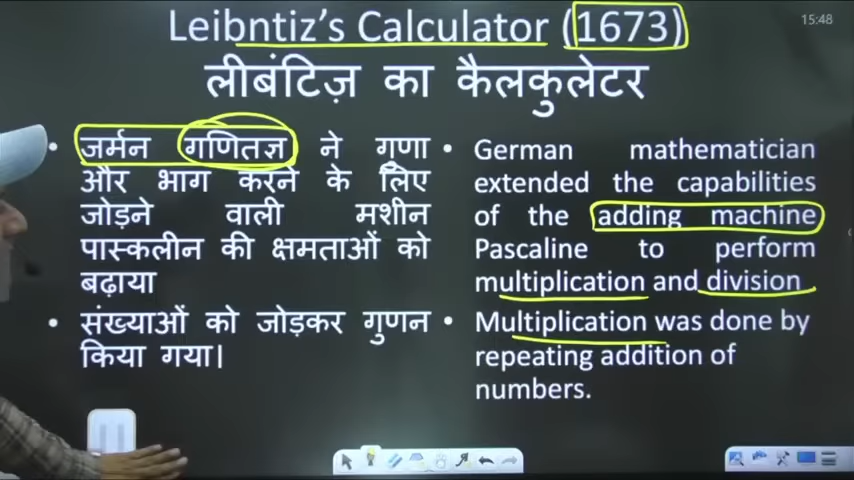 15:48
Leibntiz's Calculator (1673)
लीबंटिज़ का कैलकुलेटर
• जर्मन गणितज्ञ ने गुणा
और भाग करने के लिए
जोड़ने वाली मशीन
पास्कलीन की क्षमताओं को
बढ़ाया
• संख्याओं को जोड़कर गुणन
किया गया।
• German mathematician
extended the capabilities
of the adding machine
Pascaline to perform
multiplication and division
• Multiplication was done by
repeating addition of
numbers.